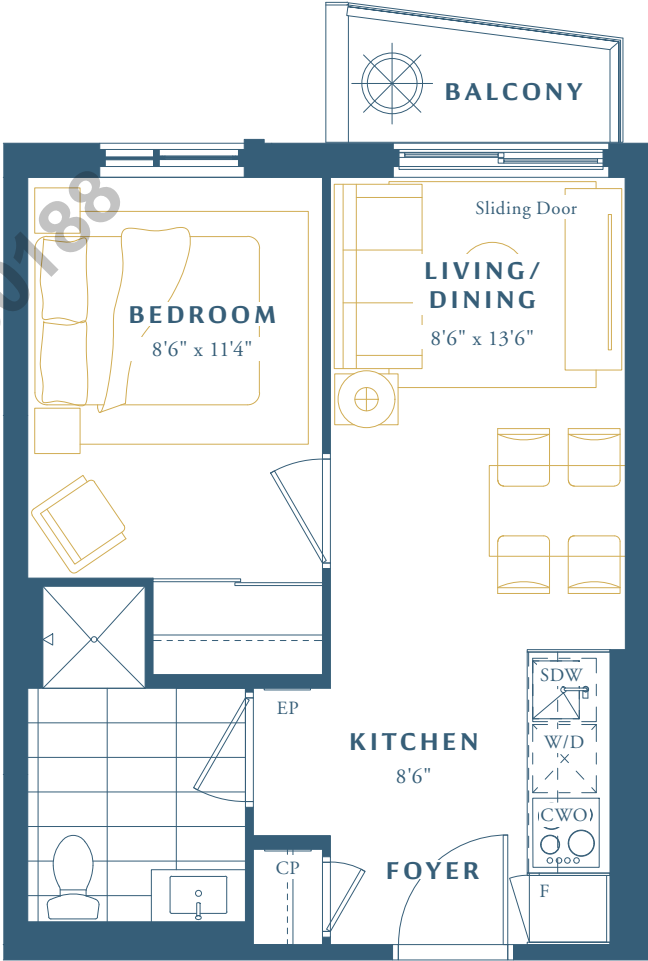 BALCONY
Sliding Door
LIVING/
DINING
8'6" x 13'6"
BEDROOM
8'6" x 11'4"
SDW
EP
W/D
KITCHEN
8'6"
CWO
CP
FOYER
F